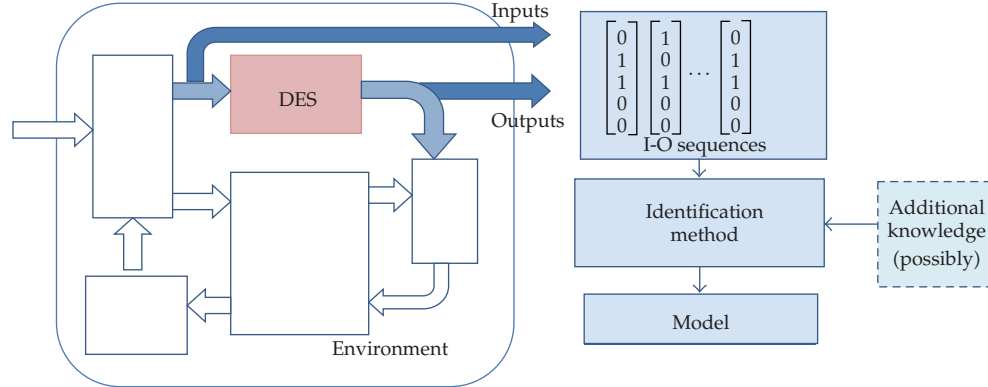 Inputs
DES
Outputs
Environment
0 1 0
1 0 1
1 1 ... 1
0 0 0
0 0 0
I-O sequences
Identification
method
Additional
knowledge
(possibly)
Model